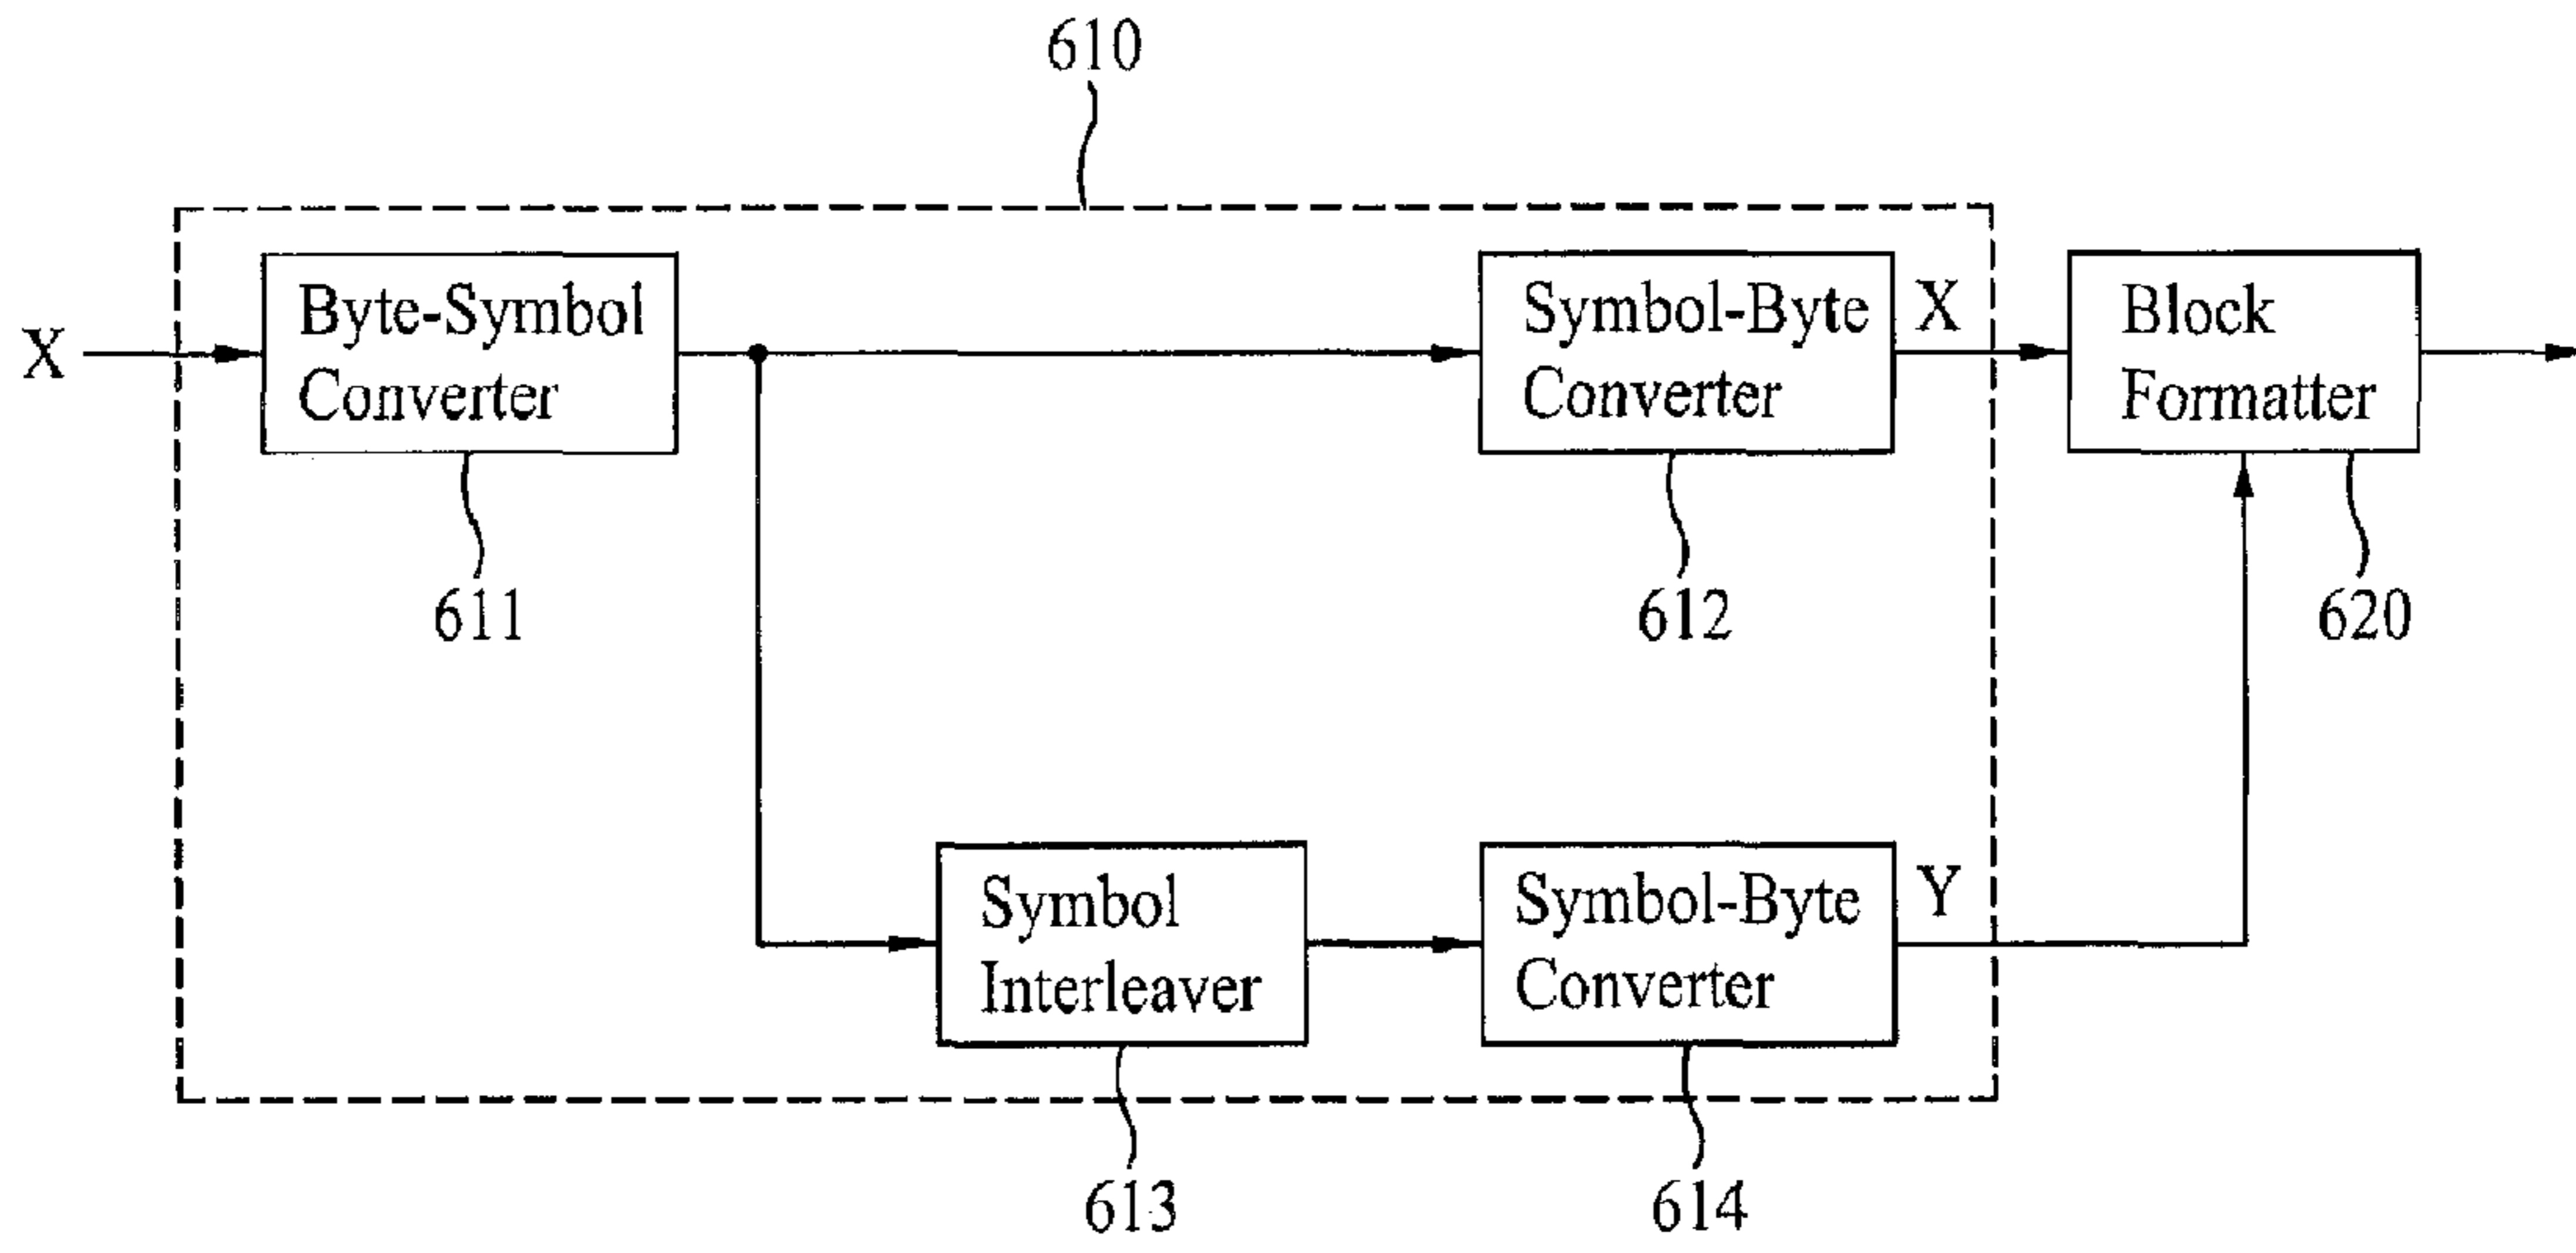 610
X
Byte-Symbol
Converter
611
Symbol-Byte
Converter
612
X
Block
Formatter
620
Symbol
Interleaver
613
Symbol-Byte
Converter
614
Y